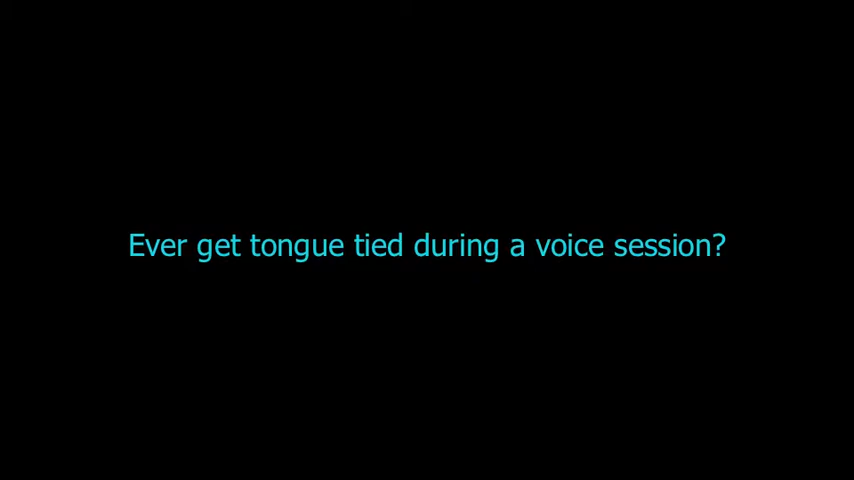 Ever get tongue tied during a voice session?